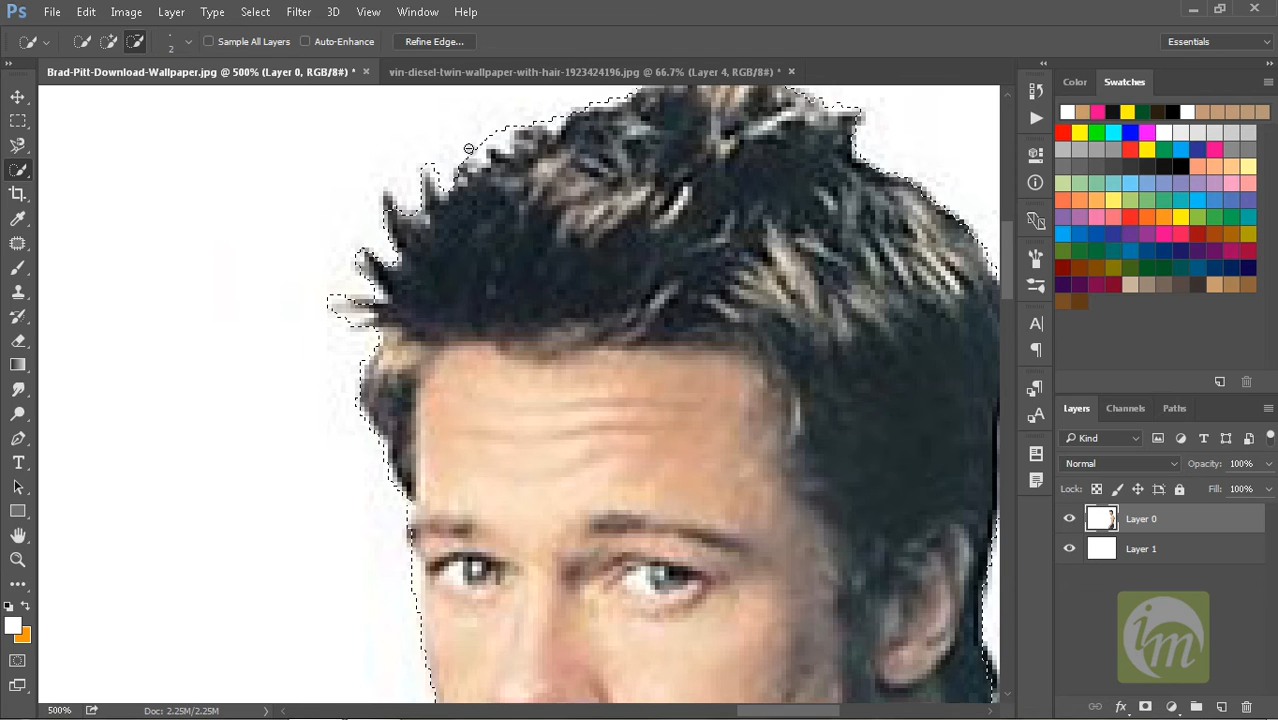 Ps File Edit Image Layer Type Select Filter 3D View Window Help
2 Sample All Layers Auto-Enhance Refine Edge... Essentials
Brad-Pitt-Download-Wallpaper.jpg @ 500% (Layer 0, RGB/8#) * × vin-diesel-twin-wallpaper-with-hair-1923424196.jpg @ 66.7% (Layer 4, RGB/8#) * ×
Color Swatches
Layers Channels Paths
Kind
Normal Opacity: 100%
Lock: Fill: 100%
Layer 0
Layer 1
im
500% Doc: 2.25M/2.25M
fx